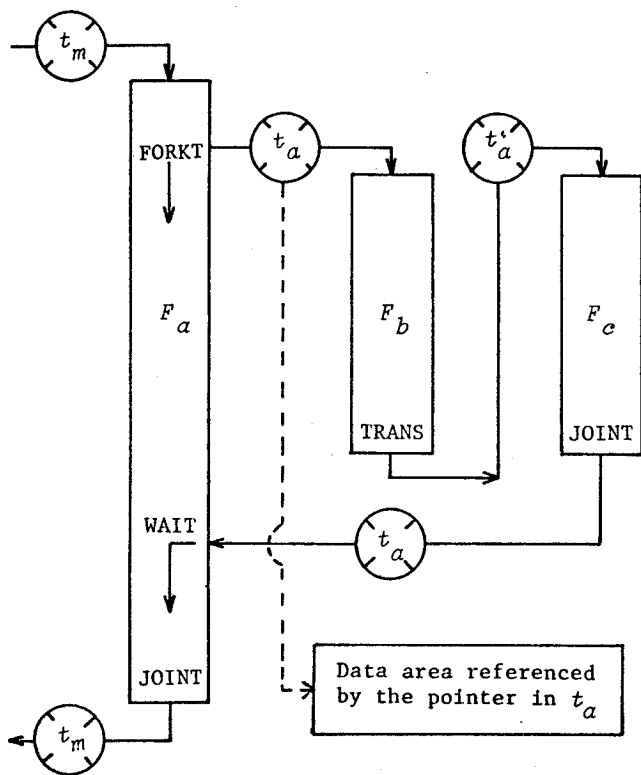 t_m
FORKT
t_a
t'_a
F_a
F_b
F_c
TRANS
JOINT
WAIT
t_a
JOINT
Data area referenced
by the pointer in t_a
t_m